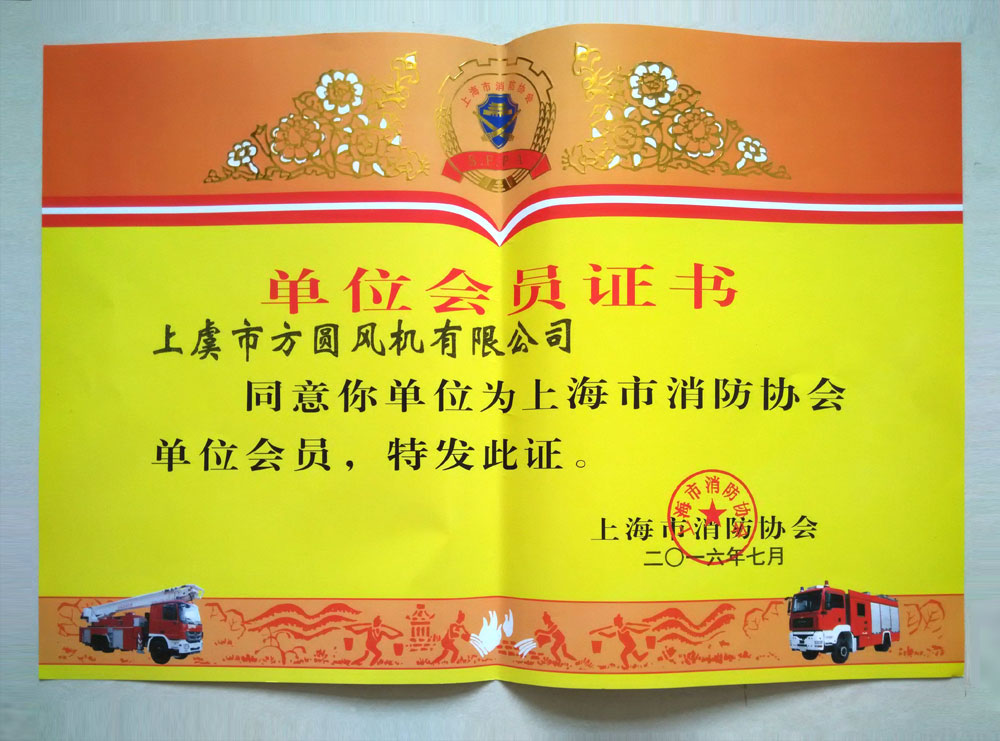 上海市消防协会
S.F.P.I
单位会员证书
上虞市方圆风机有限公司
同意你单位为上海市消防协会
单位会员，特发此证。
上海市消防协会
上海市消防协会
二〇一六年七月